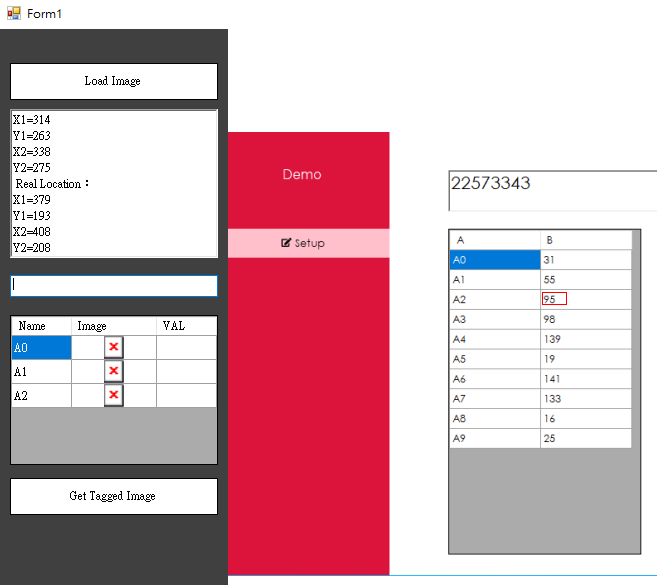 Form1
Load Image
X1=314
Y1=263
X2=338
Y2=275
Real Location：
X1=379
Y1=193
X2=408
Y2=208
Name Image VAL
A0
A1
A2
Get Tagged Image
Demo
Setup
22573343
A B
A0 31
A1 55
A2 95
A3 98
A4 139
A5 19
A6 141
A7 133
A8 16
A9 25